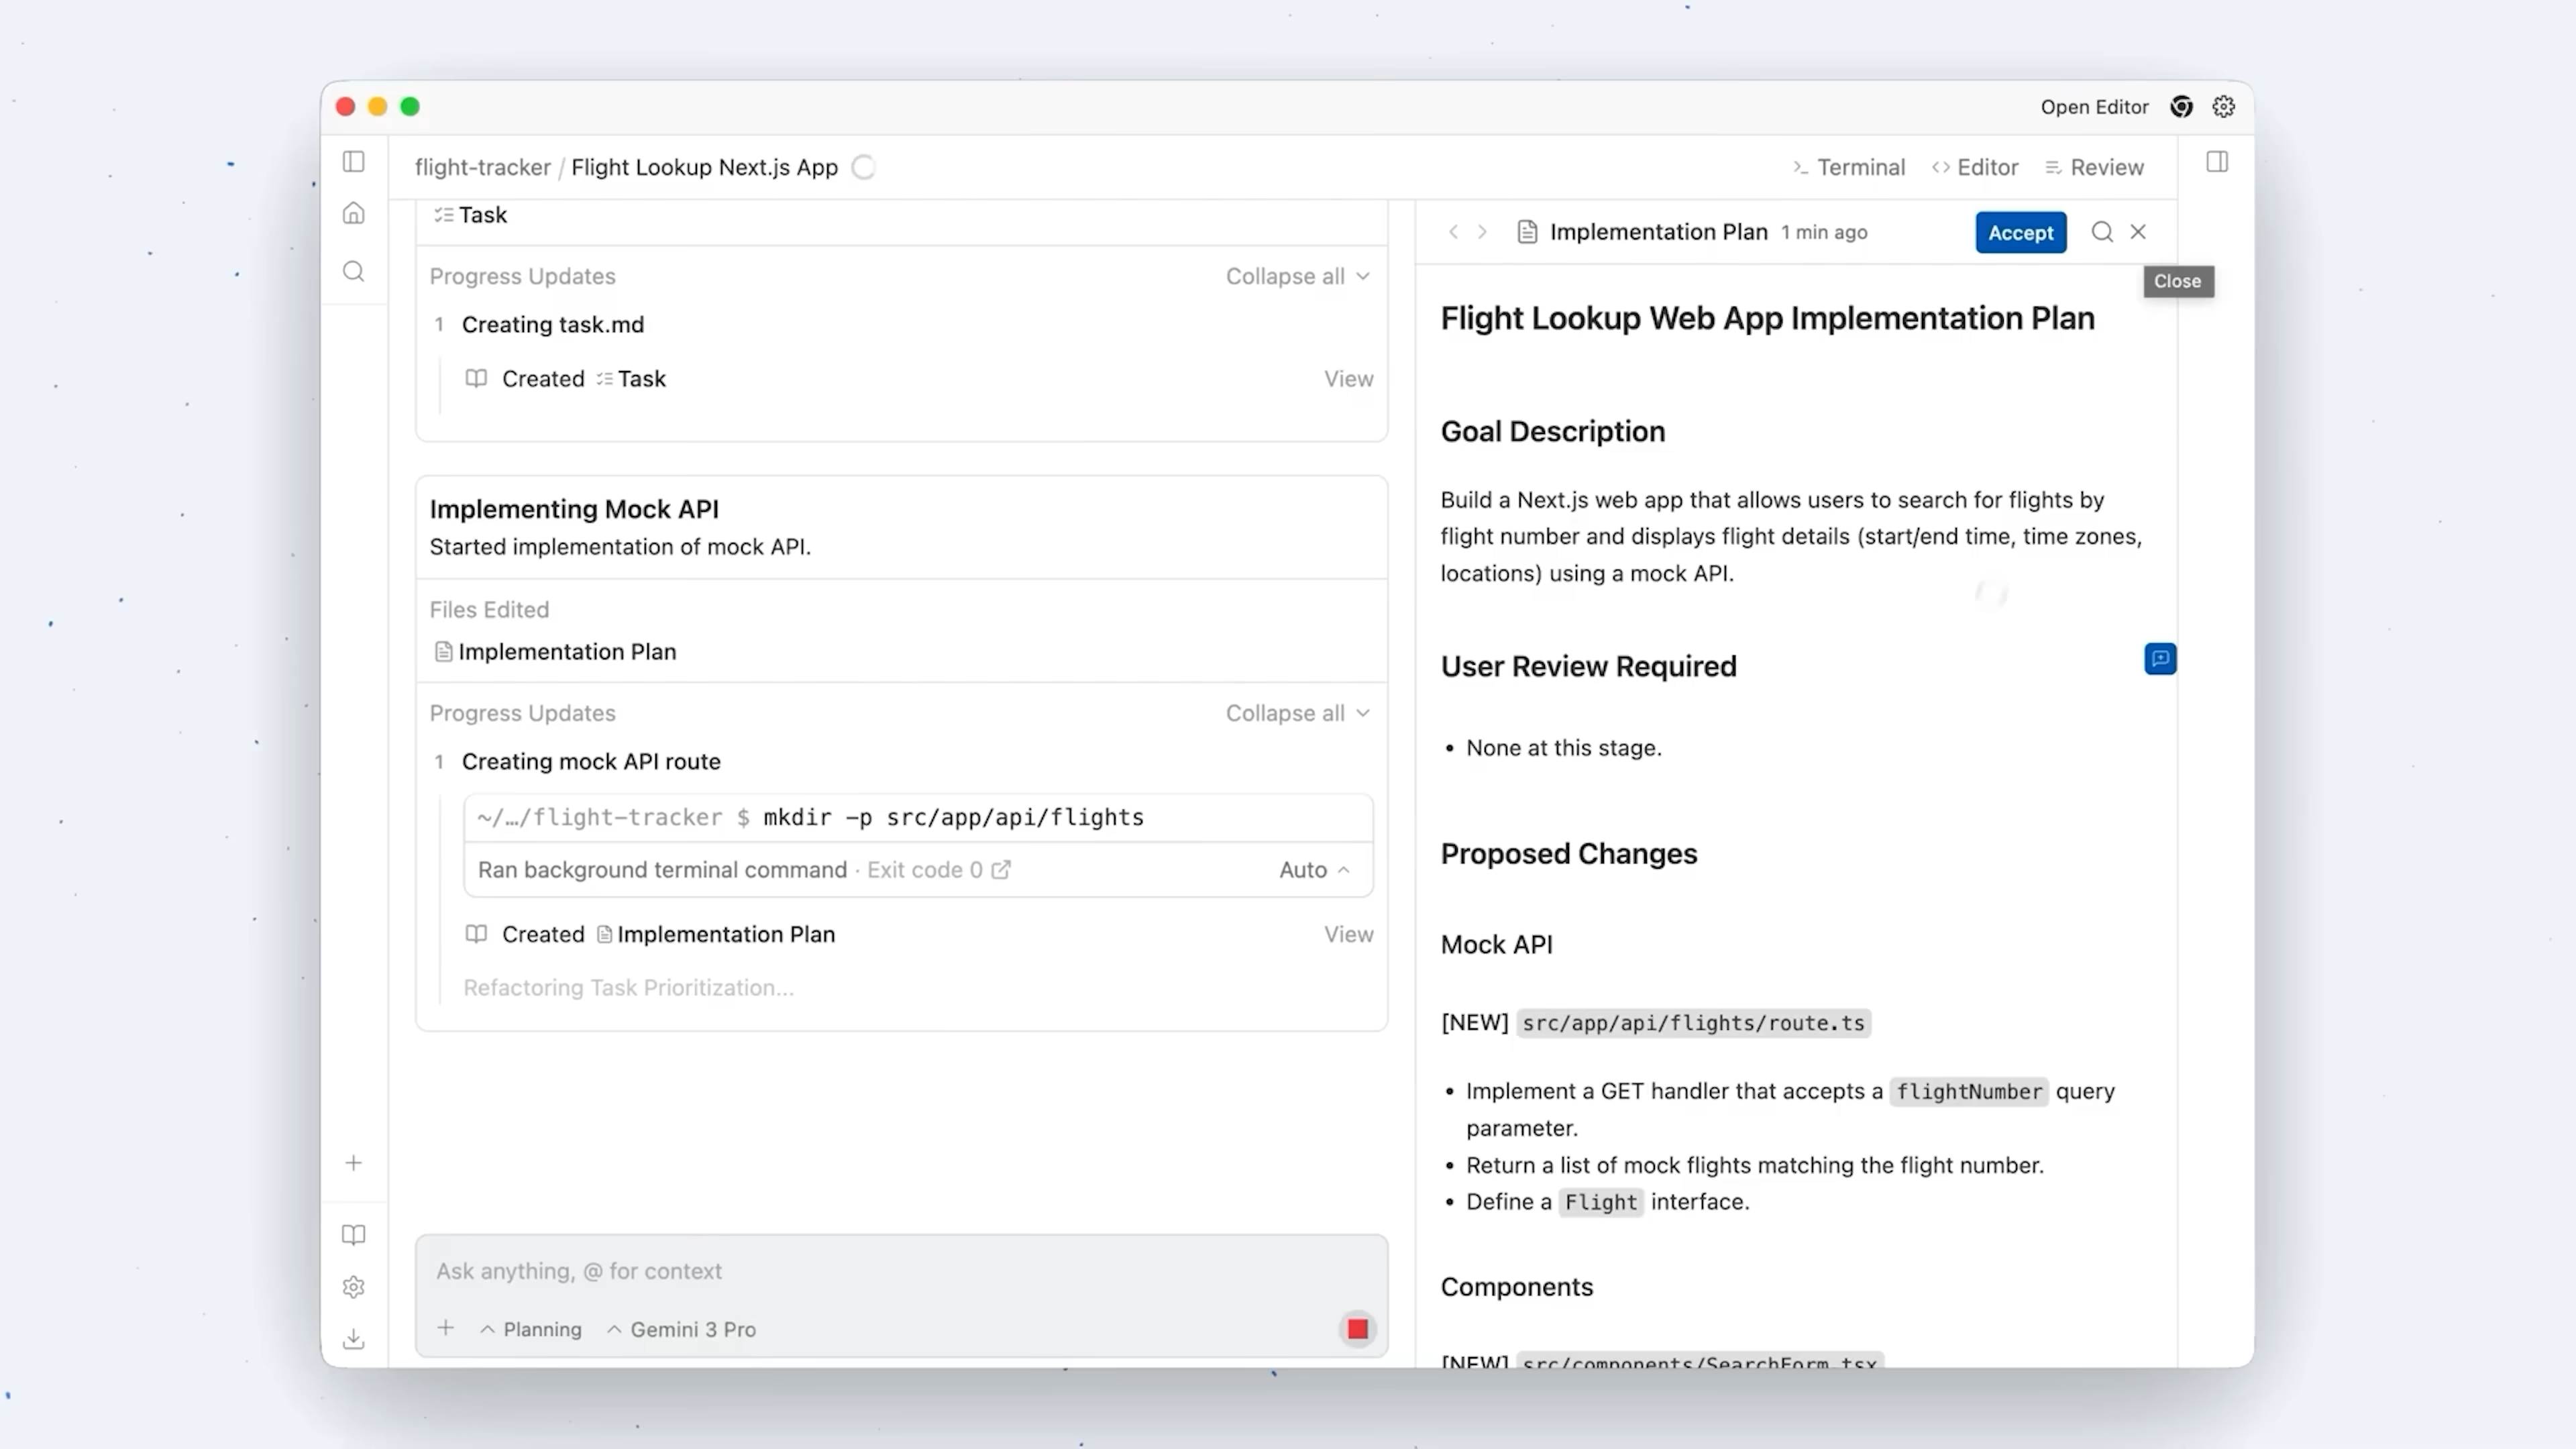 Open Editor
flight-tracker / Flight Lookup Next.js App
Terminal
Editor
Review
Task
Progress Updates
Collapse all
1 Creating task.md
Created Task
View
Implementing Mock API
Started implementation of mock API.
Files Edited
Implementation Plan
Progress Updates
Collapse all
1 Creating mock API route
~/…/flight-tracker $ mkdir -p src/app/api/flights
Ran background terminal command · Exit code 0
Auto
Created Implementation Plan
View
Refactoring Task Prioritization...
Ask anything, @ for context
Planning
Gemini 3 Pro
Implementation Plan 1 min ago
Accept
Close
Flight Lookup Web App Implementation Plan
Goal Description
Build a Next.js web app that allows users to search for flights by
flight number and displays flight details (start/end time, time zones,
locations) using a mock API.
User Review Required
• None at this stage.
Proposed Changes
Mock API
[NEW] src/app/api/flights/route.ts
• Implement a GET handler that accepts a flightNumber query
parameter.
• Return a list of mock flights matching the flight number.
• Define a Flight interface.
Components
[NEW] src/components/SearchForm.tsx